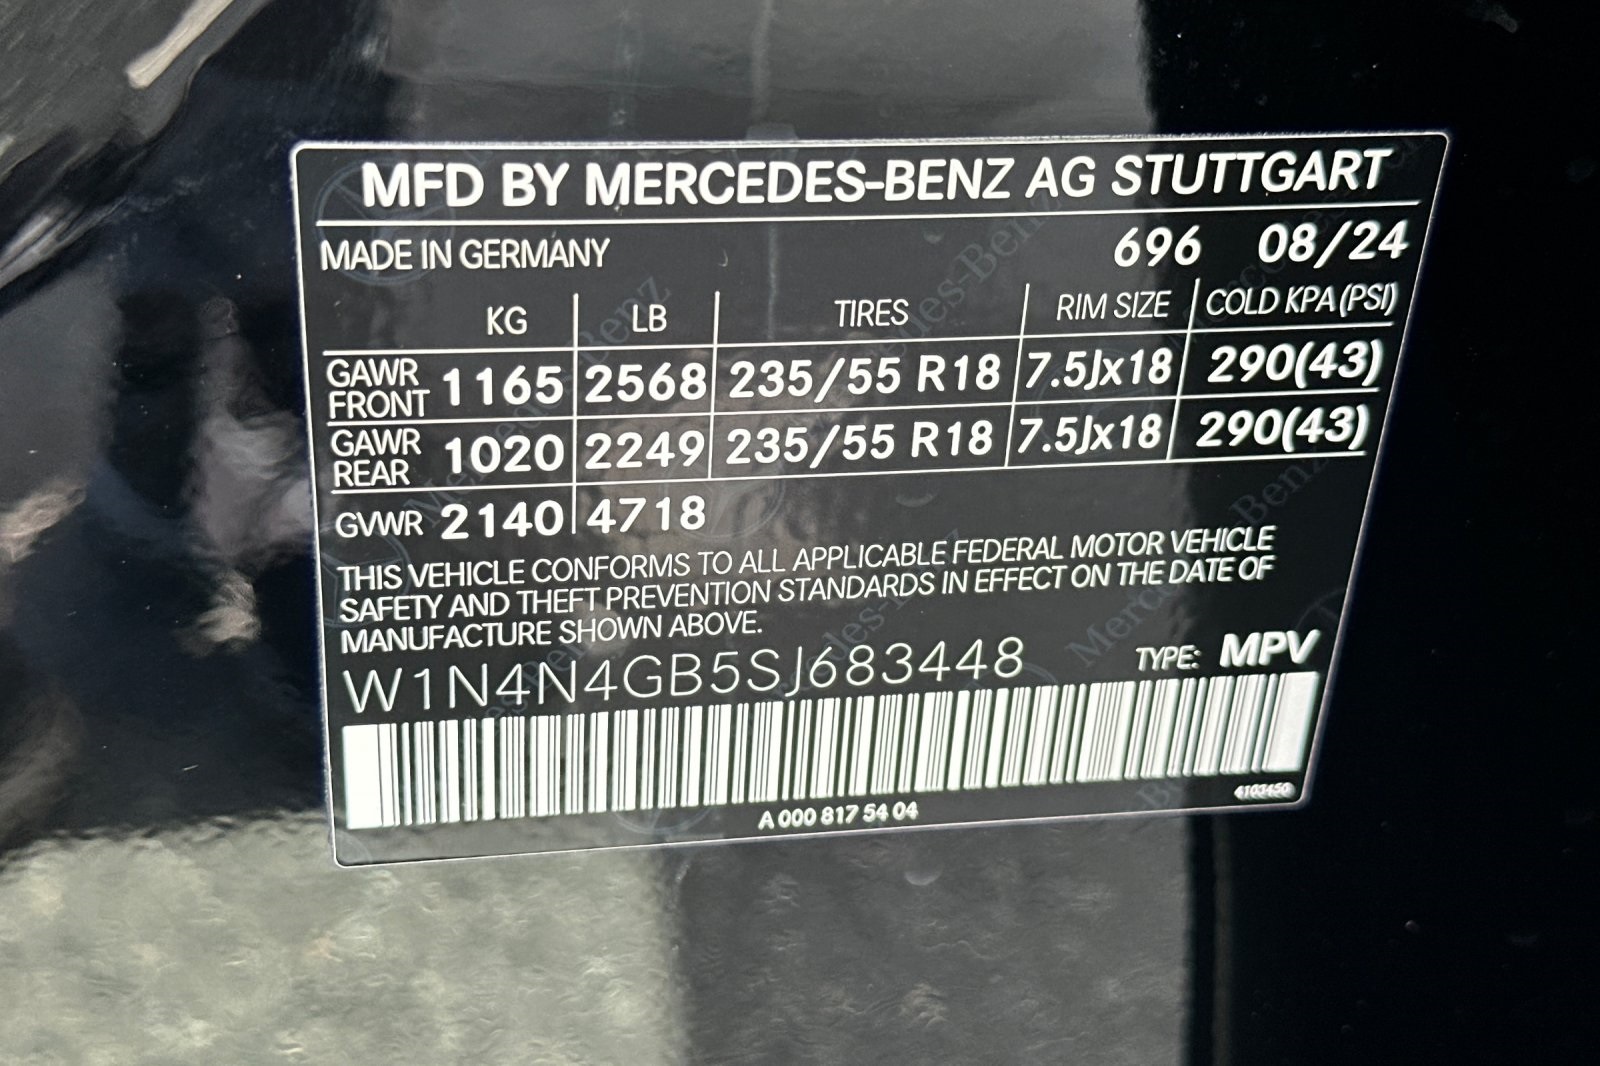 MFD BY MERCEDES-BENZ AG STUTTGART
MADE IN GERMANY 696 08/24
KG LB TIRES RIM SIZE COLD KPA(PSI)
GAWR FRONT 1165 2568 235/55 R18 7.5Jx18 290(43)
GAWR REAR 1020 2249 235/55 R18 7.5Jx18 290(43)
GVWR 2140 4718
THIS VEHICLE CONFORMS TO ALL APPLICABLE FEDERAL MOTOR VEHICLE
SAFETY AND THEFT PREVENTION STANDARDS IN EFFECT ON THE DATE OF
MANUFACTURE SHOWN ABOVE.
W1N4N4GB5SJ683448 TYPE: MPV
A 000 817 54 04
4103450